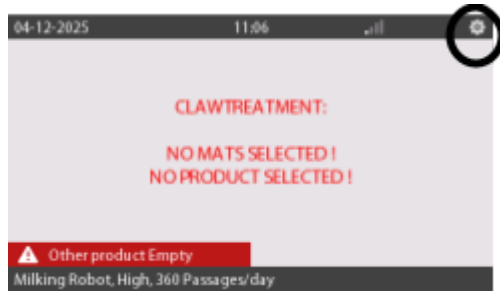 04-12-2025 11:06
CLAWTREATMENT:
NO MATS SELECTED !
NO PRODUCT SELECTED !
Other product Empty
Milking Robot, High, 360 Passages/day